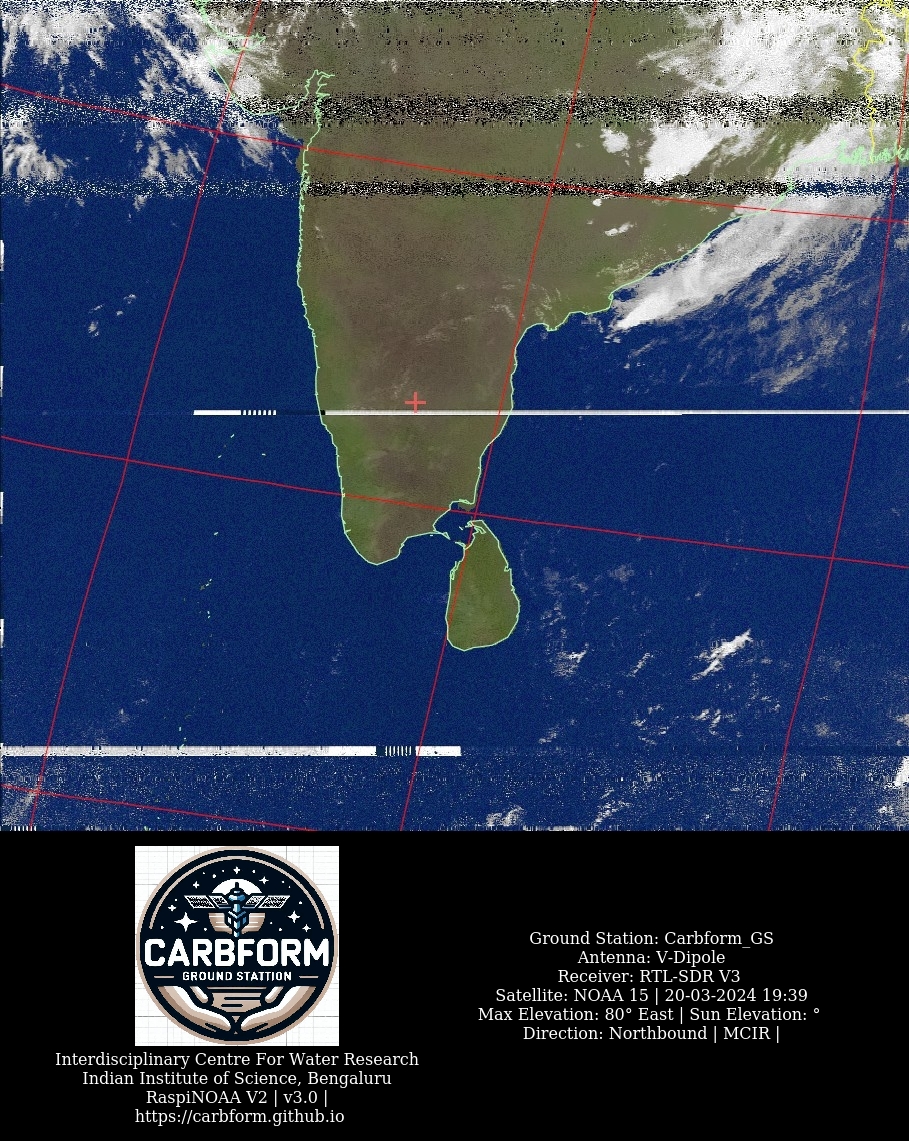 CARBFORM
GROUND STATTION
Interdisciplinary Centre For Water Research
Indian Institute of Science, Bengaluru
RaspiNOAA V2 | v3.0 |
https://carbform.github.io
Ground Station: Carbform_GS
Antenna: V-Dipole
Receiver: RTL-SDR V3
Satellite: NOAA 15 | 20-03-2024 19:39
Max Elevation: 80° East | Sun Elevation: °
Direction: Northbound | MCIR |